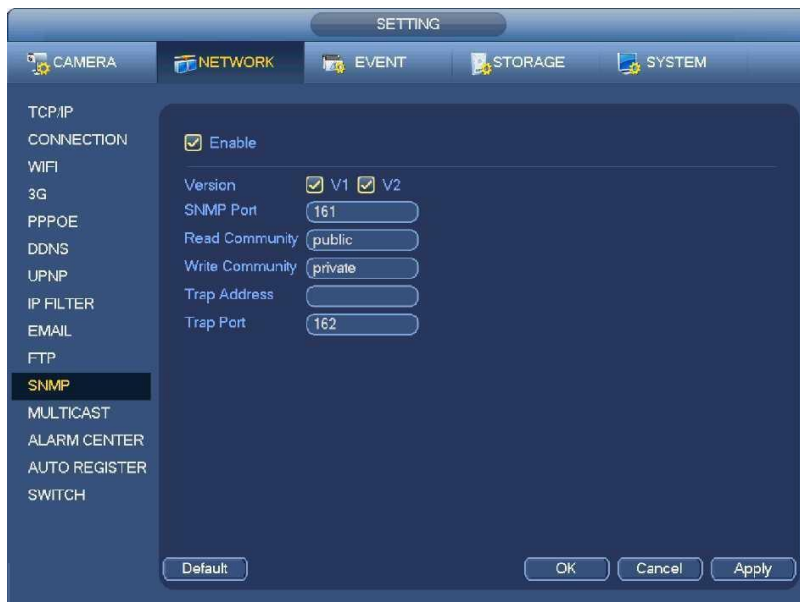 SETTING
CAMERA NETWORK EVENT STORAGE SYSTEM
TCP/IP
CONNECTION
WIFI
3G
PPPOE
DDNS
UPNP
IP FILTER
EMAIL
FTP
SNMP
MULTICAST
ALARM CENTER
AUTO REGISTER
SWITCH
Enable
Version V1 V2
SNMP Port 161
Read Community public
Write Community private
Trap Address
Trap Port 162
Default OK Cancel Apply